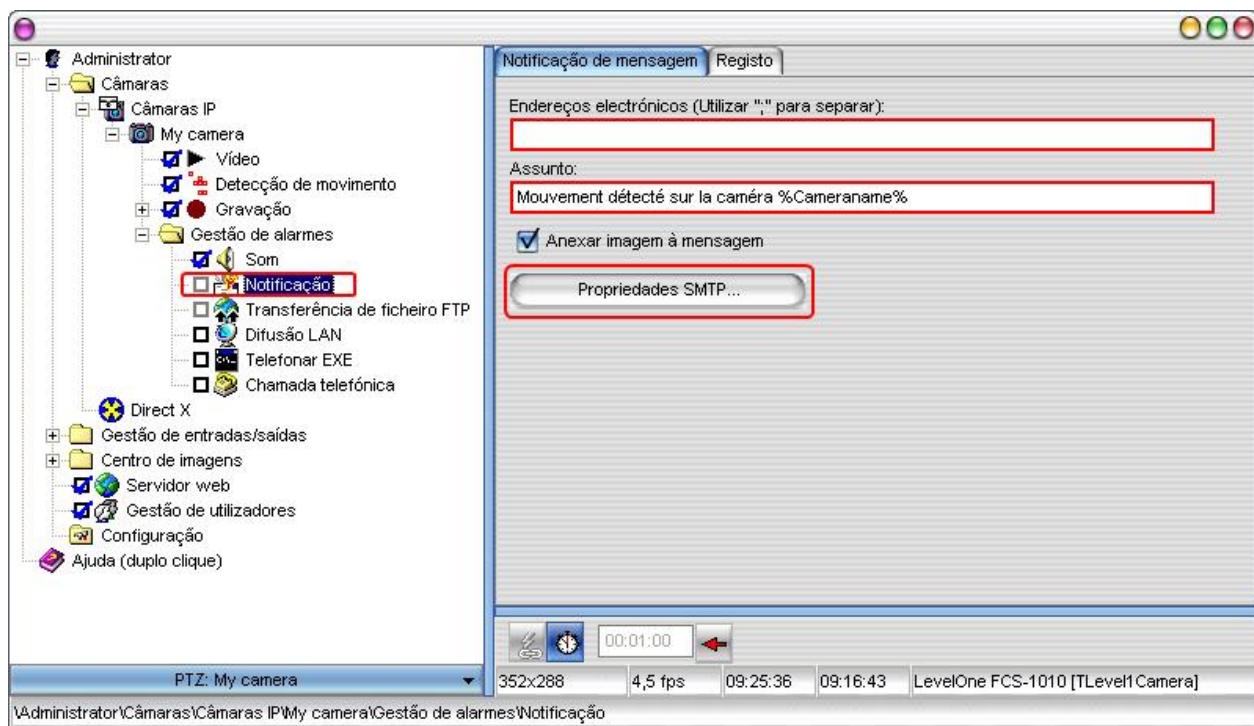 Administrator
Câmaras
Câmaras IP
My camera
Vídeo
Detecção de movimento
Gravação
Gestão de alarmes
Som
Notificação
Transferência de ficheiro FTP
Difusão LAN
Telefonar EXE
Chamada telefónica
Direct X
Gestão de entradas/saídas
Centro de imagens
Servidor web
Gestão de utilizadores
Configuração
Ajuda (duplo clique)
PTZ: My camera
Notificação de mensagem
Registo
Endereços electrónicos (Utilizar ";" para separar):
Assunto:
Mouvement détecté sur la caméra %Cameraname%
Anexar imagem à mensagem
Propriedades SMTP...
00:01:00
352x288
4,5 fps
09:25:36
09:16:43
LevelOne FCS-1010 [TLevel1Camera]
\Administrator\Câmaras\Câmaras IP\My camera\Gestão de alarmes\Notificação